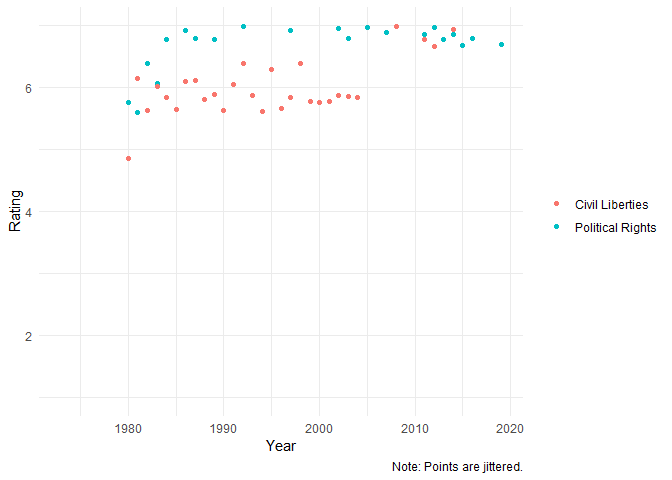 6
4
2
Rating
1980 1990 2000 2010 2020
Year
Civil Liberties
Political Rights
Note: Points are jittered.